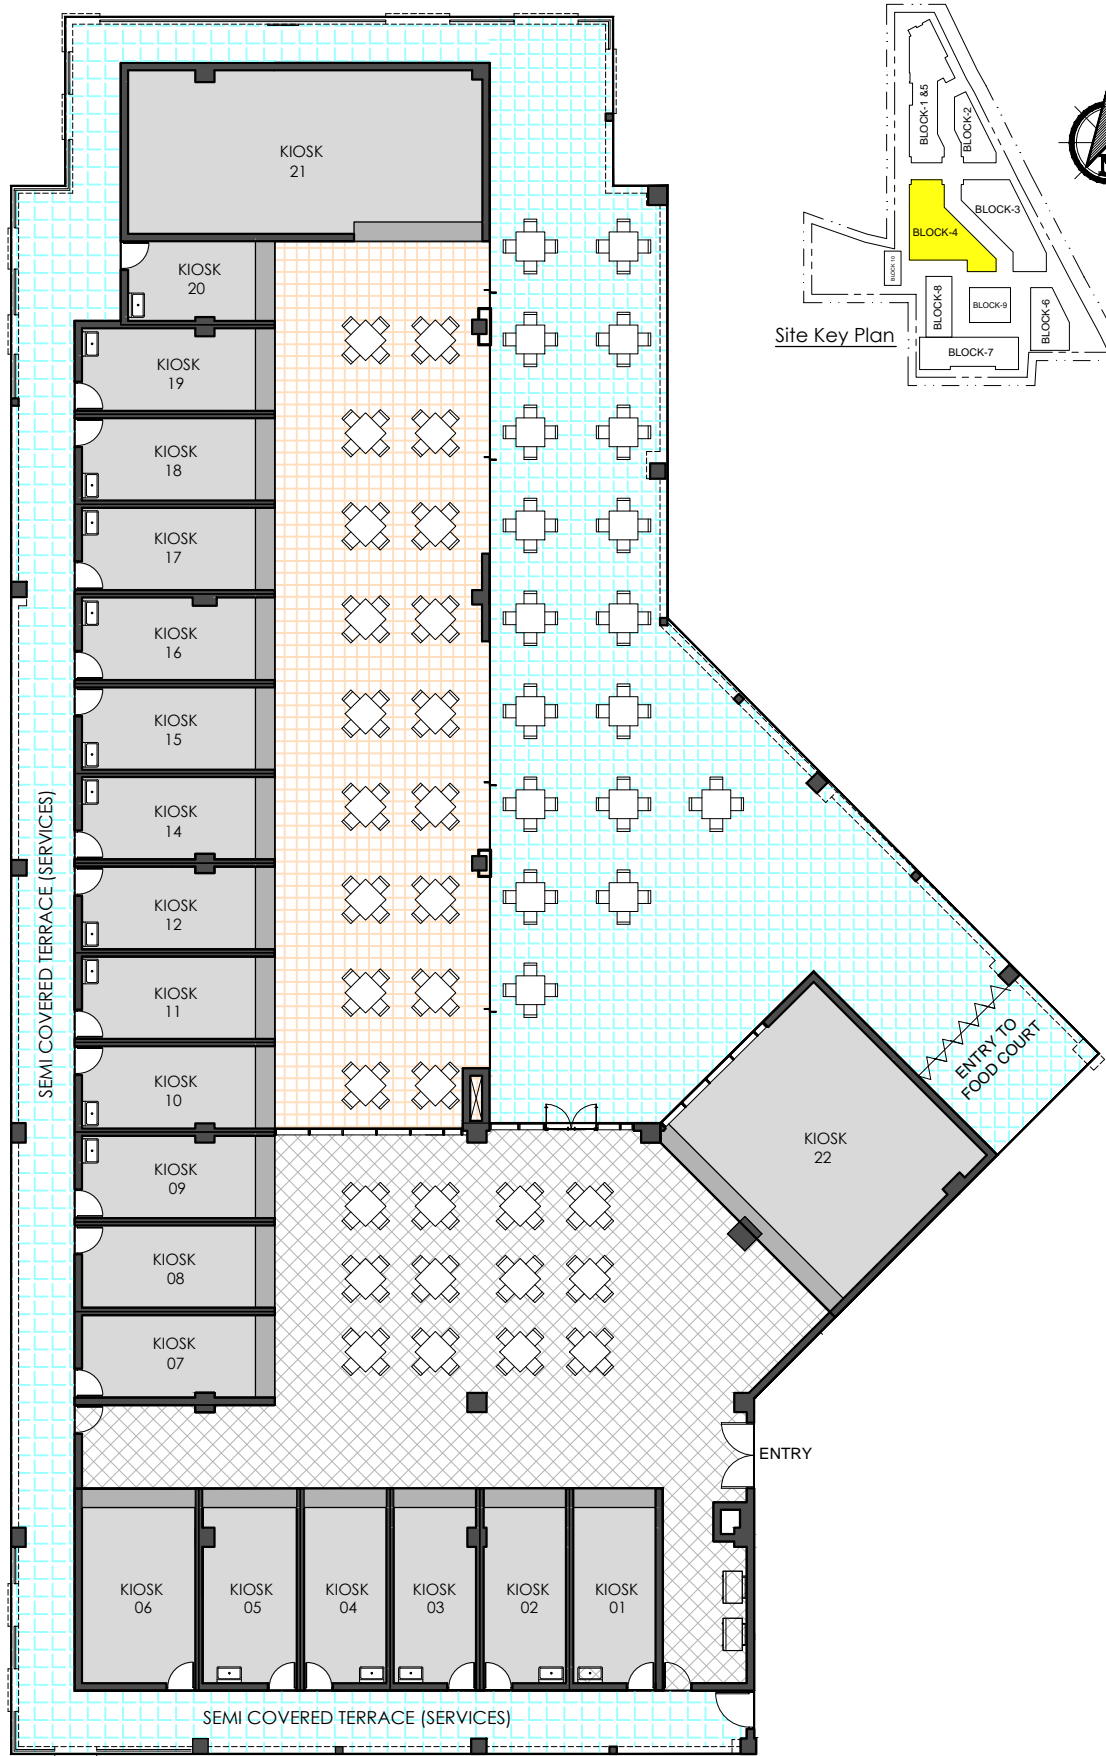 KIOSK
21
BLOCK-1 &5
BLOCK-2
BLOCK-3
BLOCK-4
BLOCK 10
BLOCK-8
BLOCK-9
BLOCK-6
BLOCK-7
Site Key Plan
KIOSK
20
KIOSK
19
KIOSK
18
KIOSK
17
KIOSK
16
KIOSK
15
KIOSK
14
KIOSK
12
KIOSK
11
KIOSK
10
KIOSK
09
KIOSK
08
KIOSK
07
SEMI COVERED TERRACE (SERVICES)
ENTRY TO
FOOD COURT
KIOSK
22
ENTRY
KIOSK
06
KIOSK
05
KIOSK
04
KIOSK
03
KIOSK
02
KIOSK
01
SEMI COVERED TERRACE (SERVICES)